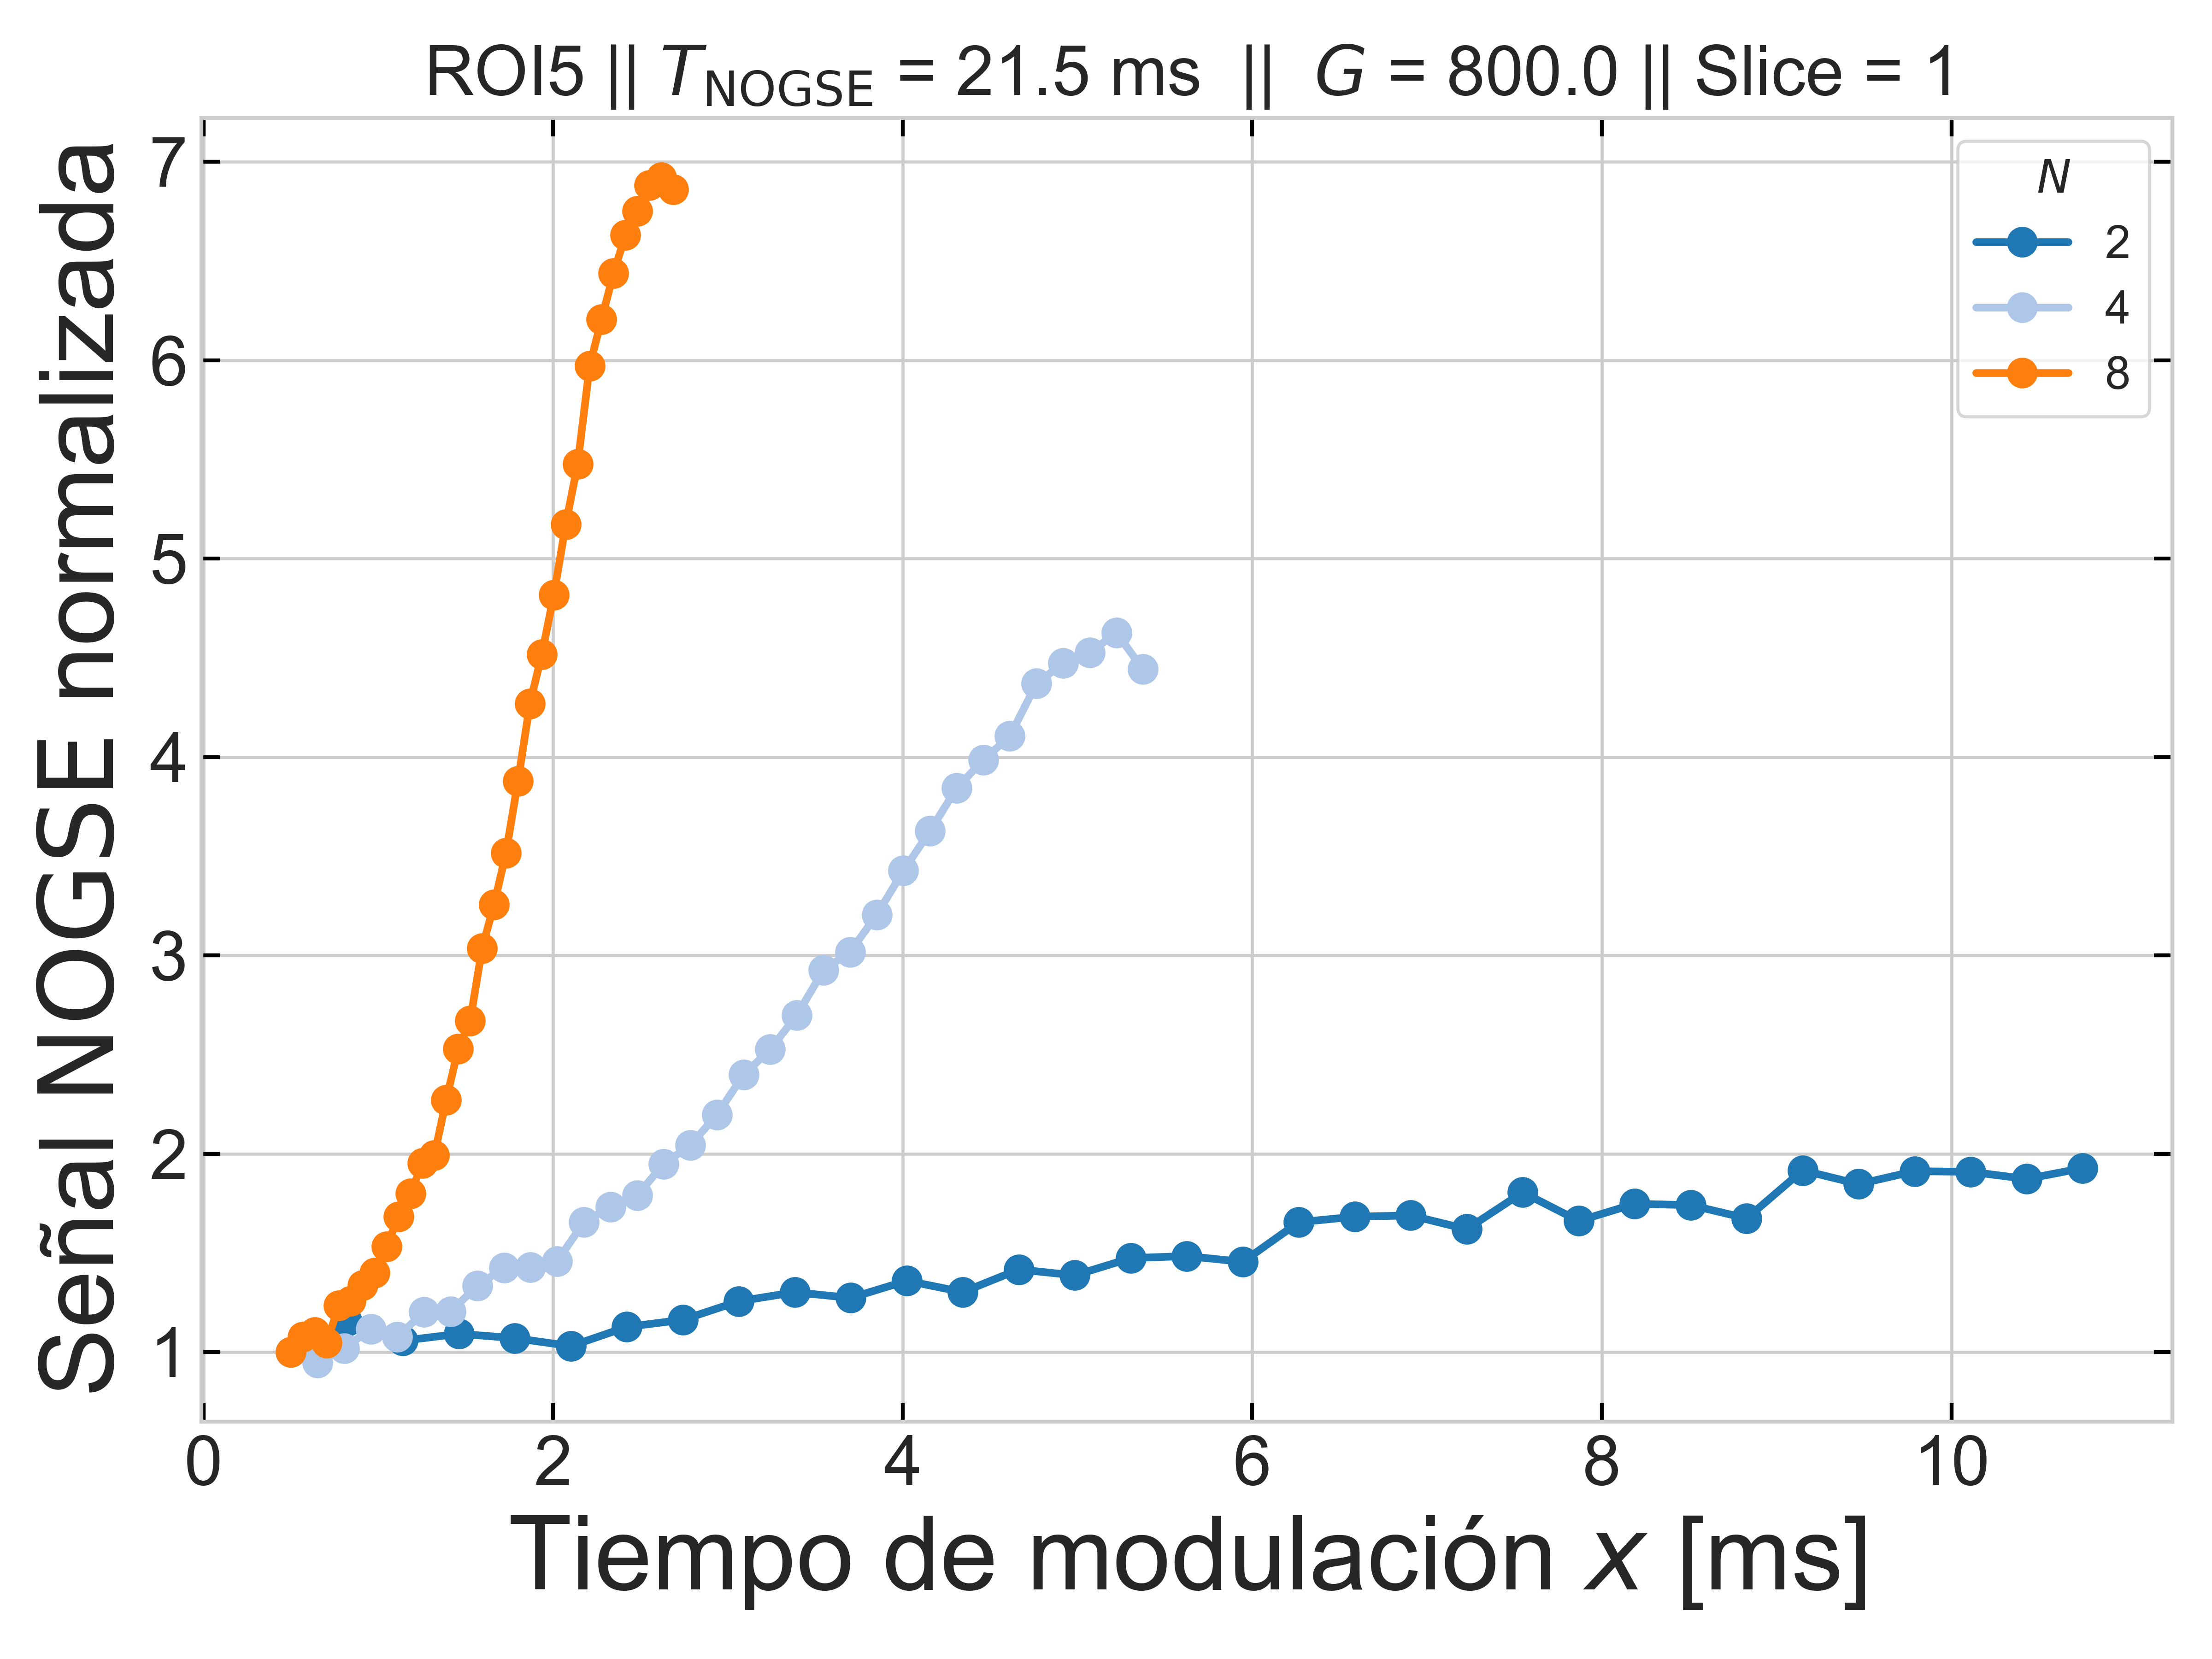 ROI5 || T_NOGSE = 21.5 ms || G = 800.0 || Slice = 1
Señal NOGSE normalizada
7
6
5
4
3
2
1
N
2
4
8
0 2 4 6 8 10
Tiempo de modulación x [ms]